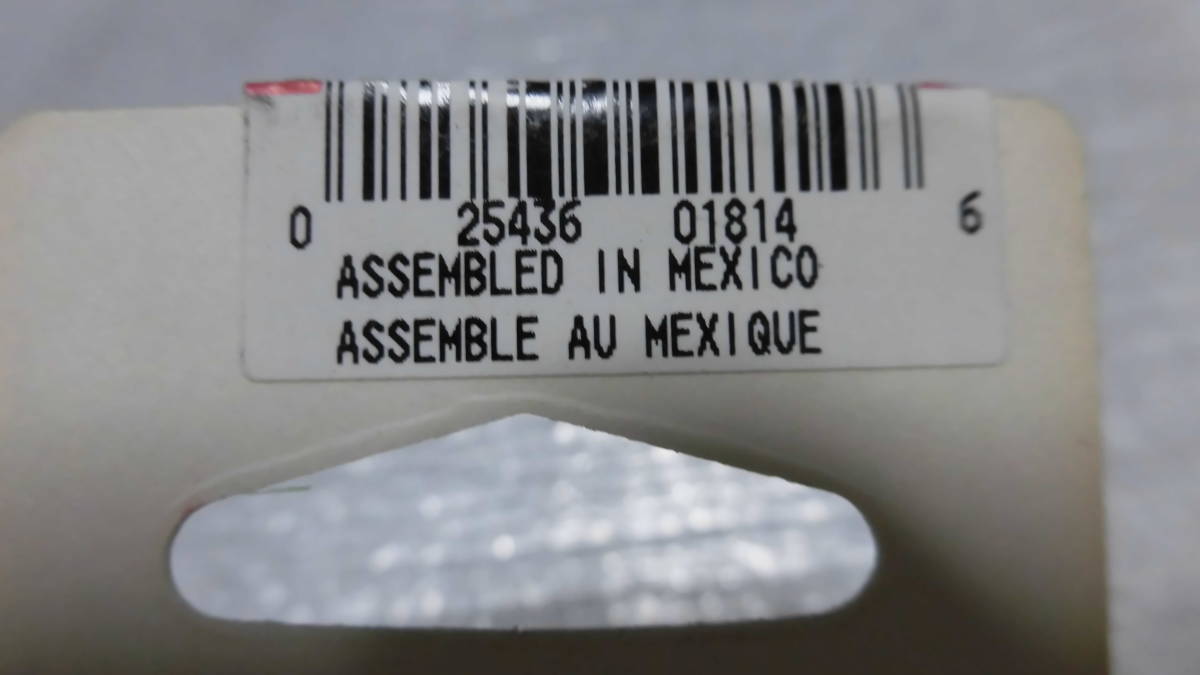 0 25436 01814 6
ASSEMBLED IN MEXICO
ASSEMBLE AU MEXIQUE